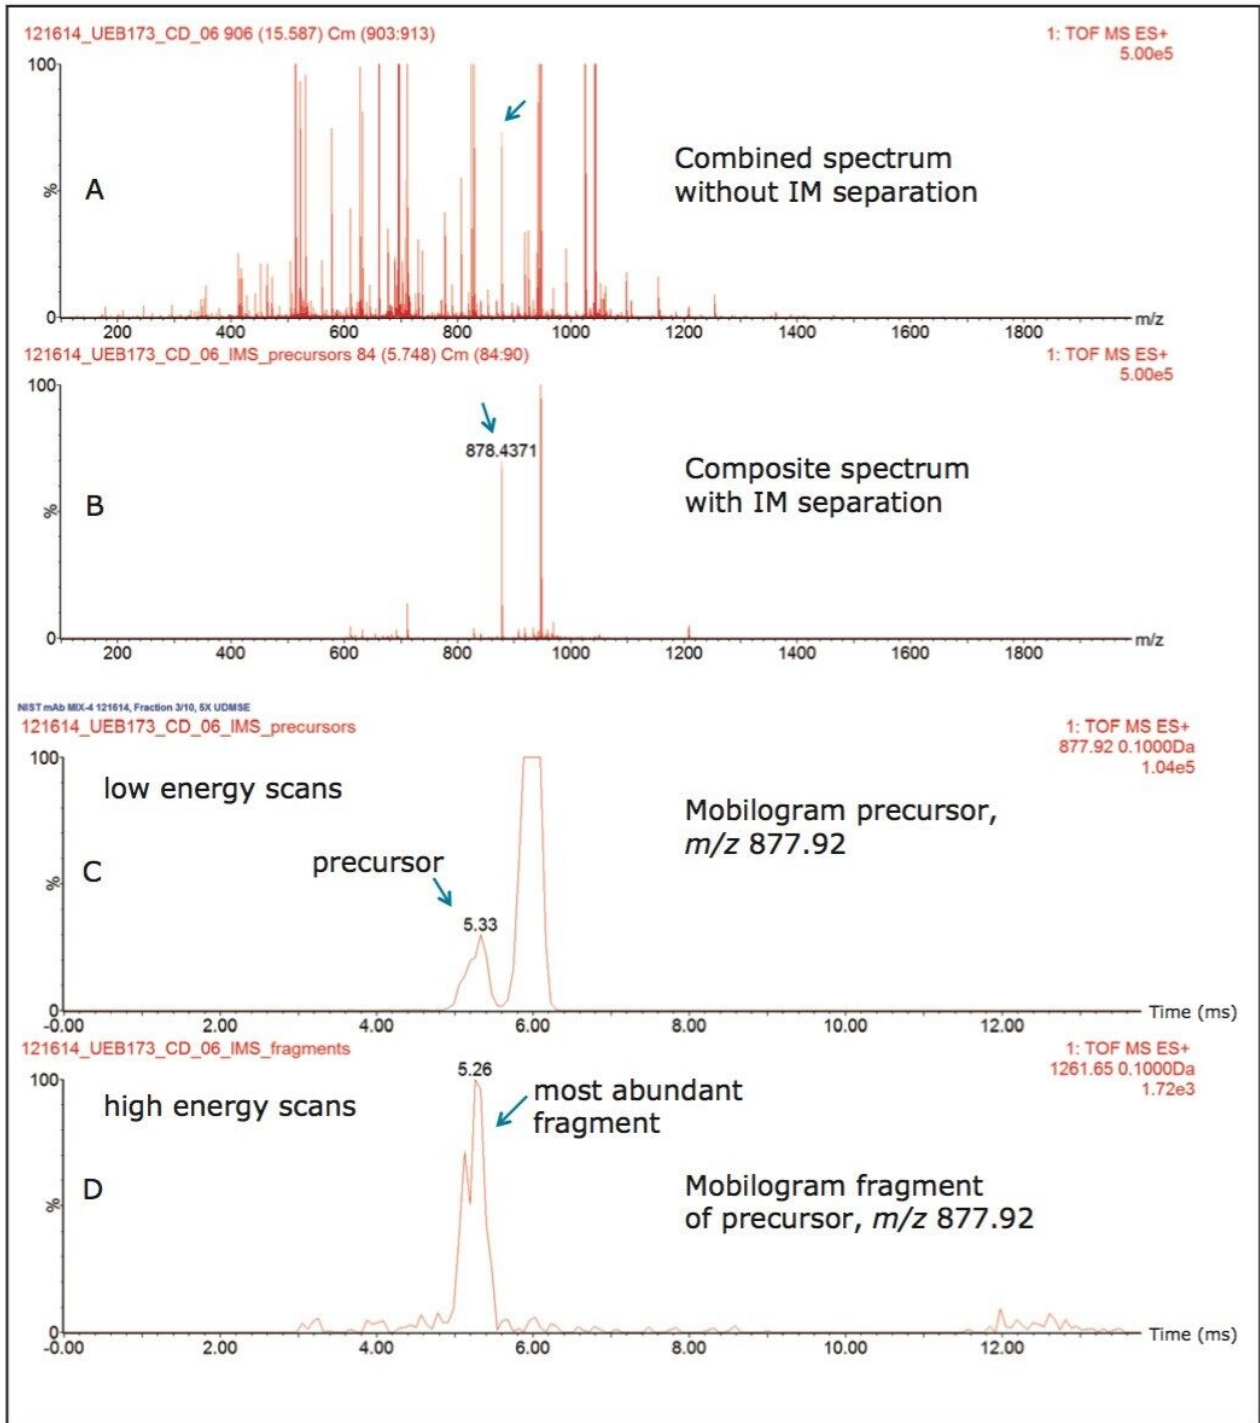 121614_UEB173_CD_06 906 (15.587) Cm (903:913)
1: TOF MS ES+
5.00e5
100
%
0
A
Combined spectrum
without IM separation
200 400 600 800 1000 1200 1400 1600 1800
m/z
121614_UEB173_CD_06_IMS_precursors 84 (5.748) Cm (84:90)
1: TOF MS ES+
5.00e5
100
%
0
B
878.4371
Composite spectrum
with IM separation
200 400 600 800 1000 1200 1400 1600 1800
m/z
NIST mAb MIX-4 121614, Fraction 3/10, 5X UDMSE
121614_UEB173_CD_06_IMS_precursors
1: TOF MS ES+
877.92 0.1000Da
1.04e5
100
%
0
low energy scans
C
precursor
5.33
Mobilogram precursor,
m/z 877.92
-0.00 2.00 4.00 6.00 8.00 10.00 12.00
Time (ms)
121614_UEB173_CD_06_IMS_fragments
1: TOF MS ES+
1261.65 0.1000Da
1.72e3
100
%
0
high energy scans
D
5.26
most abundant
fragment
Mobilogram fragment
of precursor, m/z 877.92
-0.00 2.00 4.00 6.00 8.00 10.00 12.00
Time (ms)